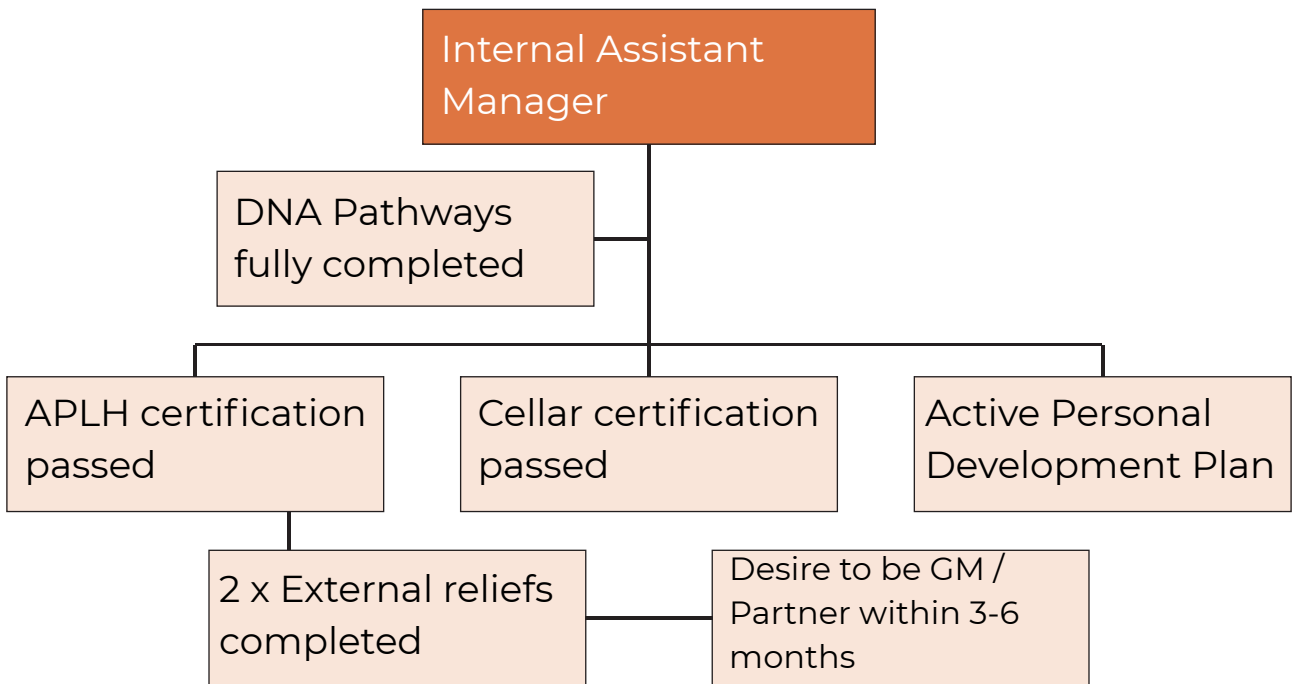 Internal Assistant
Manager
DNA Pathways
fully completed
APLH certification
passed
Cellar certification
passed
Active Personal
Development Plan
2 x External reliefs
completed
Desire to be GM /
Partner within 3-6
months